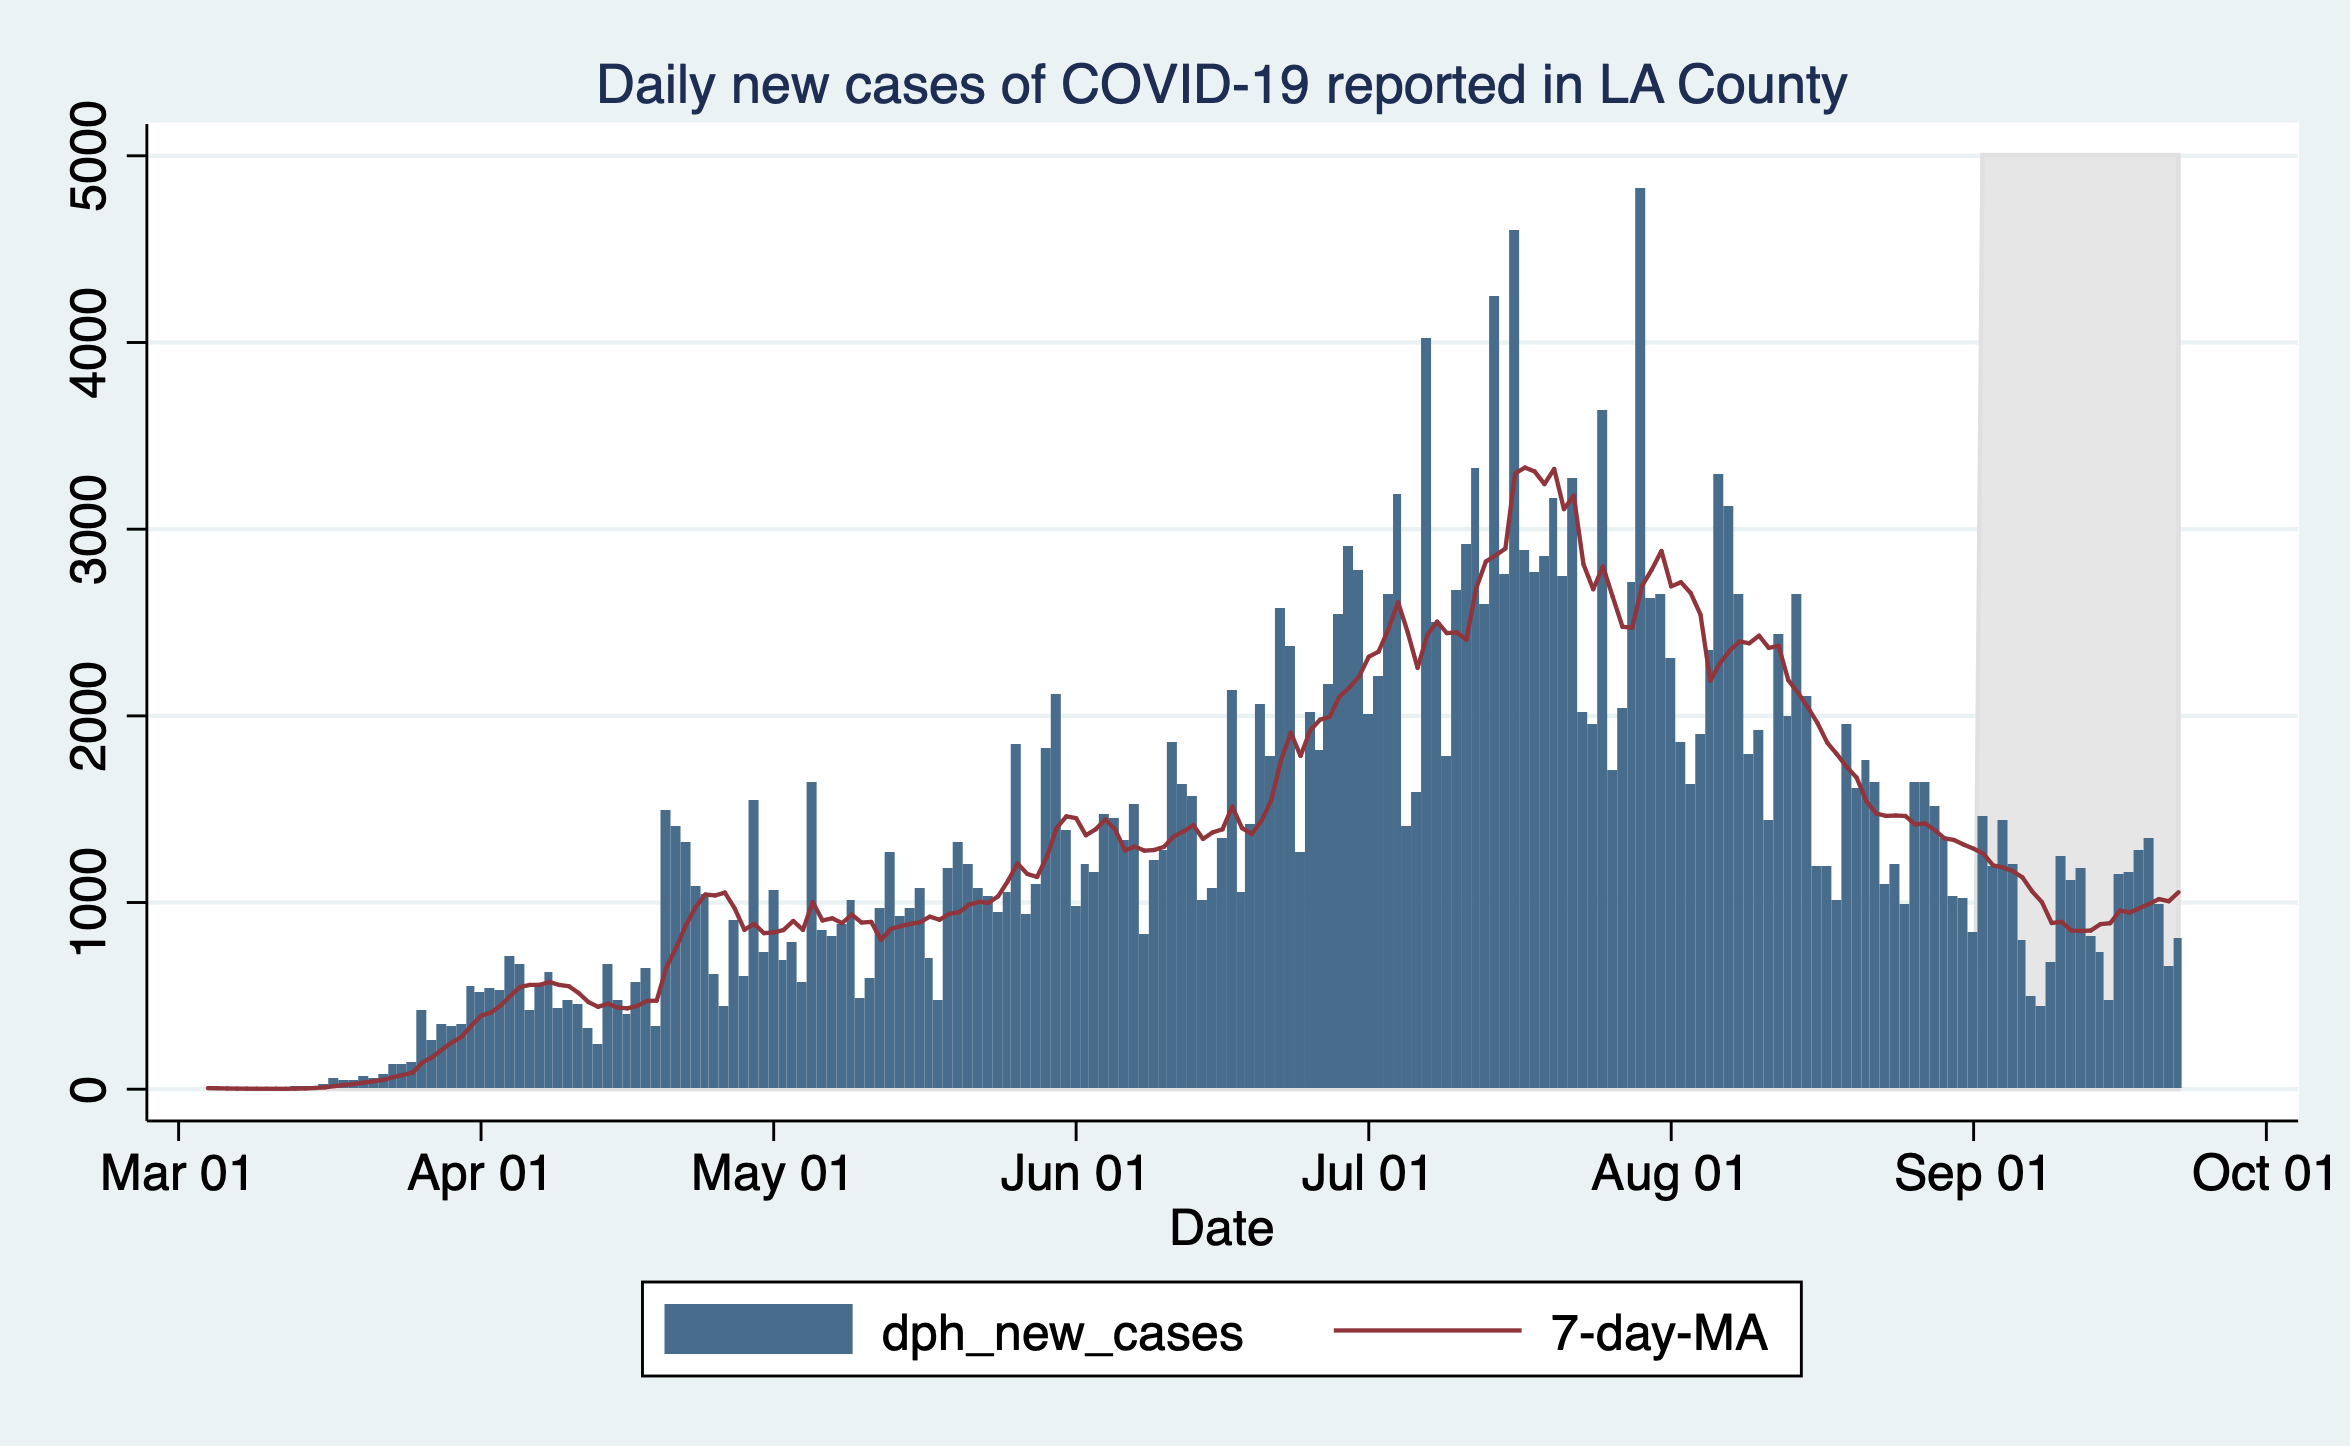 Daily new cases of COVID-19 reported in LA County
5000
4000
3000
2000
1000
0
Mar 01 Apr 01 May 01 Jun 01 Jul 01 Aug 01 Sep 01 Oct 01
Date
dph_new_cases 7-day-MA